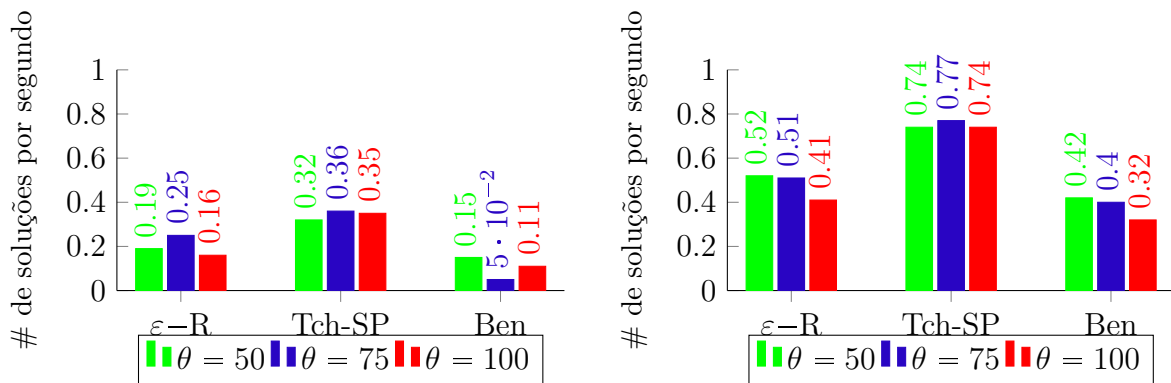 # de soluções por segundo
1
0.8
0.6
0.4
0.2
0
0.19
0.25
0.16
0.32
0.36
0.35
0.15
5 · 10⁻²
0.11
ε−R
Tch-SP
Ben
θ = 50 θ = 75 θ = 100
# de soluções por segundo
1
0.8
0.6
0.4
0.2
0
0.52
0.51
0.41
0.74
0.77
0.74
0.42
0.4
0.32
ε−R
Tch-SP
Ben
θ = 50 θ = 75 θ = 100